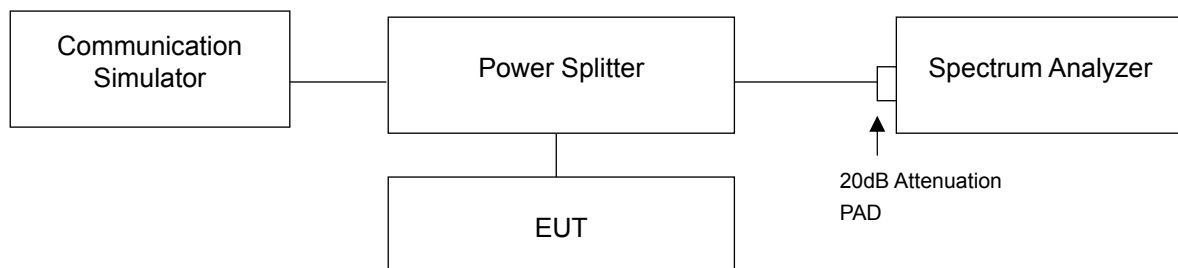 Communication
Simulator
Power Splitter
Spectrum Analyzer
20dB Attenuation
PAD
EUT